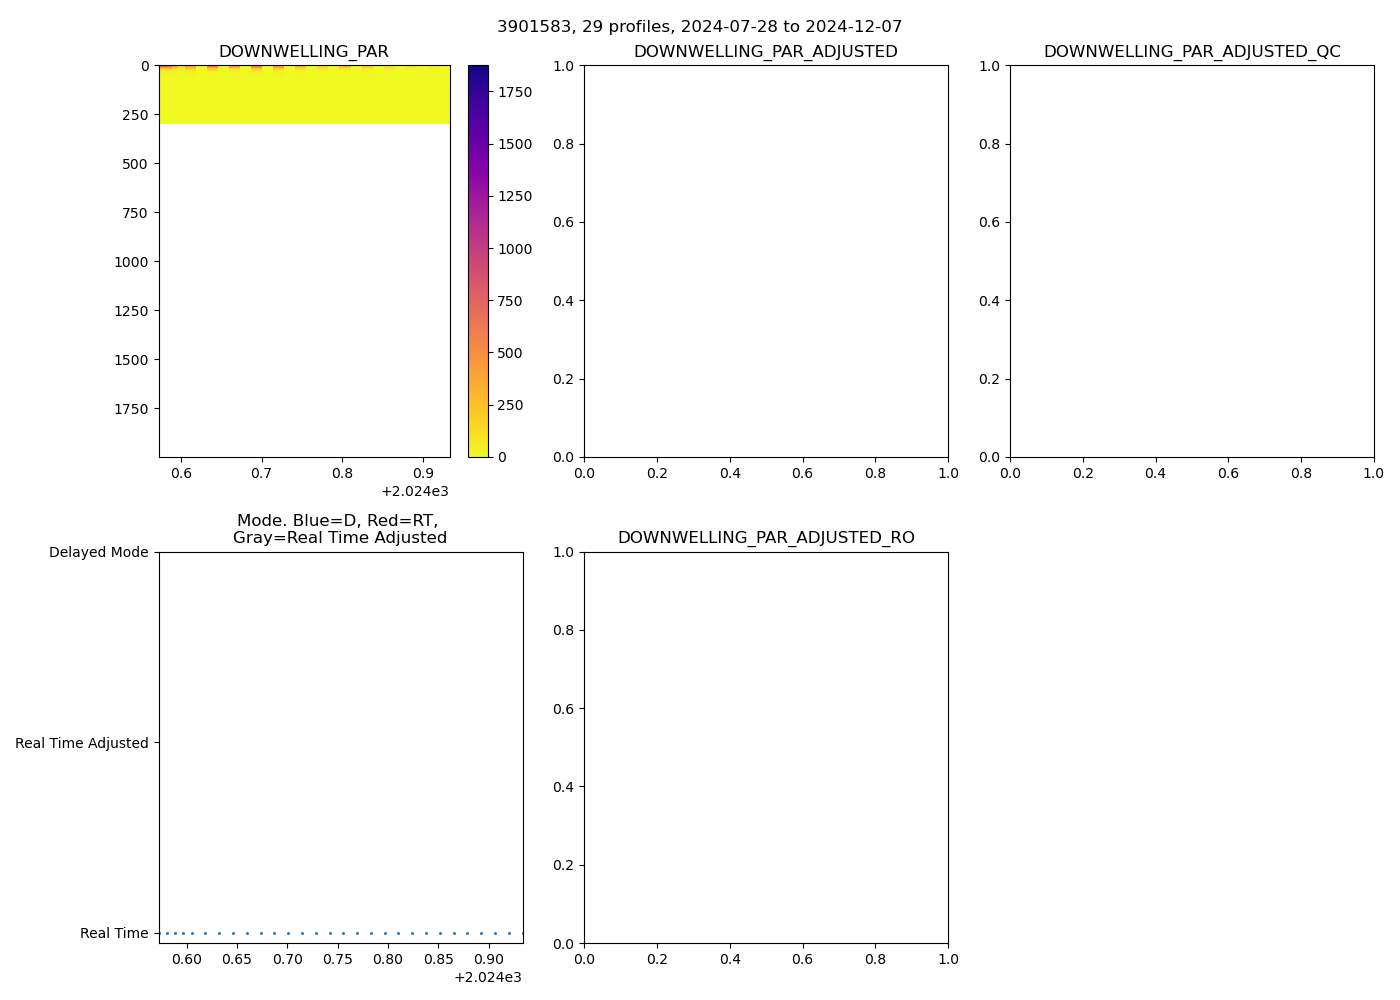 3901583, 29 profiles, 2024-07-28 to 2024-12-07
DOWNWELLING_PAR
0
250
500
750
1000
1250
1500
1750
0.6 0.7 0.8 0.9
+2.024e3
1750
1500
1250
1000
750
500
250
0
DOWNWELLING_PAR_ADJUSTED
1.0
0.8
0.6
0.4
0.2
0.0
0.0 0.2 0.4 0.6 0.8 1.0
DOWNWELLING_PAR_ADJUSTED_QC
1.0
0.8
0.6
0.4
0.2
0.0
0.0 0.2 0.4 0.6 0.8 1.0
Mode. Blue=D, Red=RT,
Gray=Real Time Adjusted
Delayed Mode
Real Time Adjusted
Real Time
0.60 0.65 0.70 0.75 0.80 0.85 0.90
+2.024e3
DOWNWELLING_PAR_ADJUSTED_RO
1.0
0.8
0.6
0.4
0.2
0.0
0.0 0.2 0.4 0.6 0.8 1.0